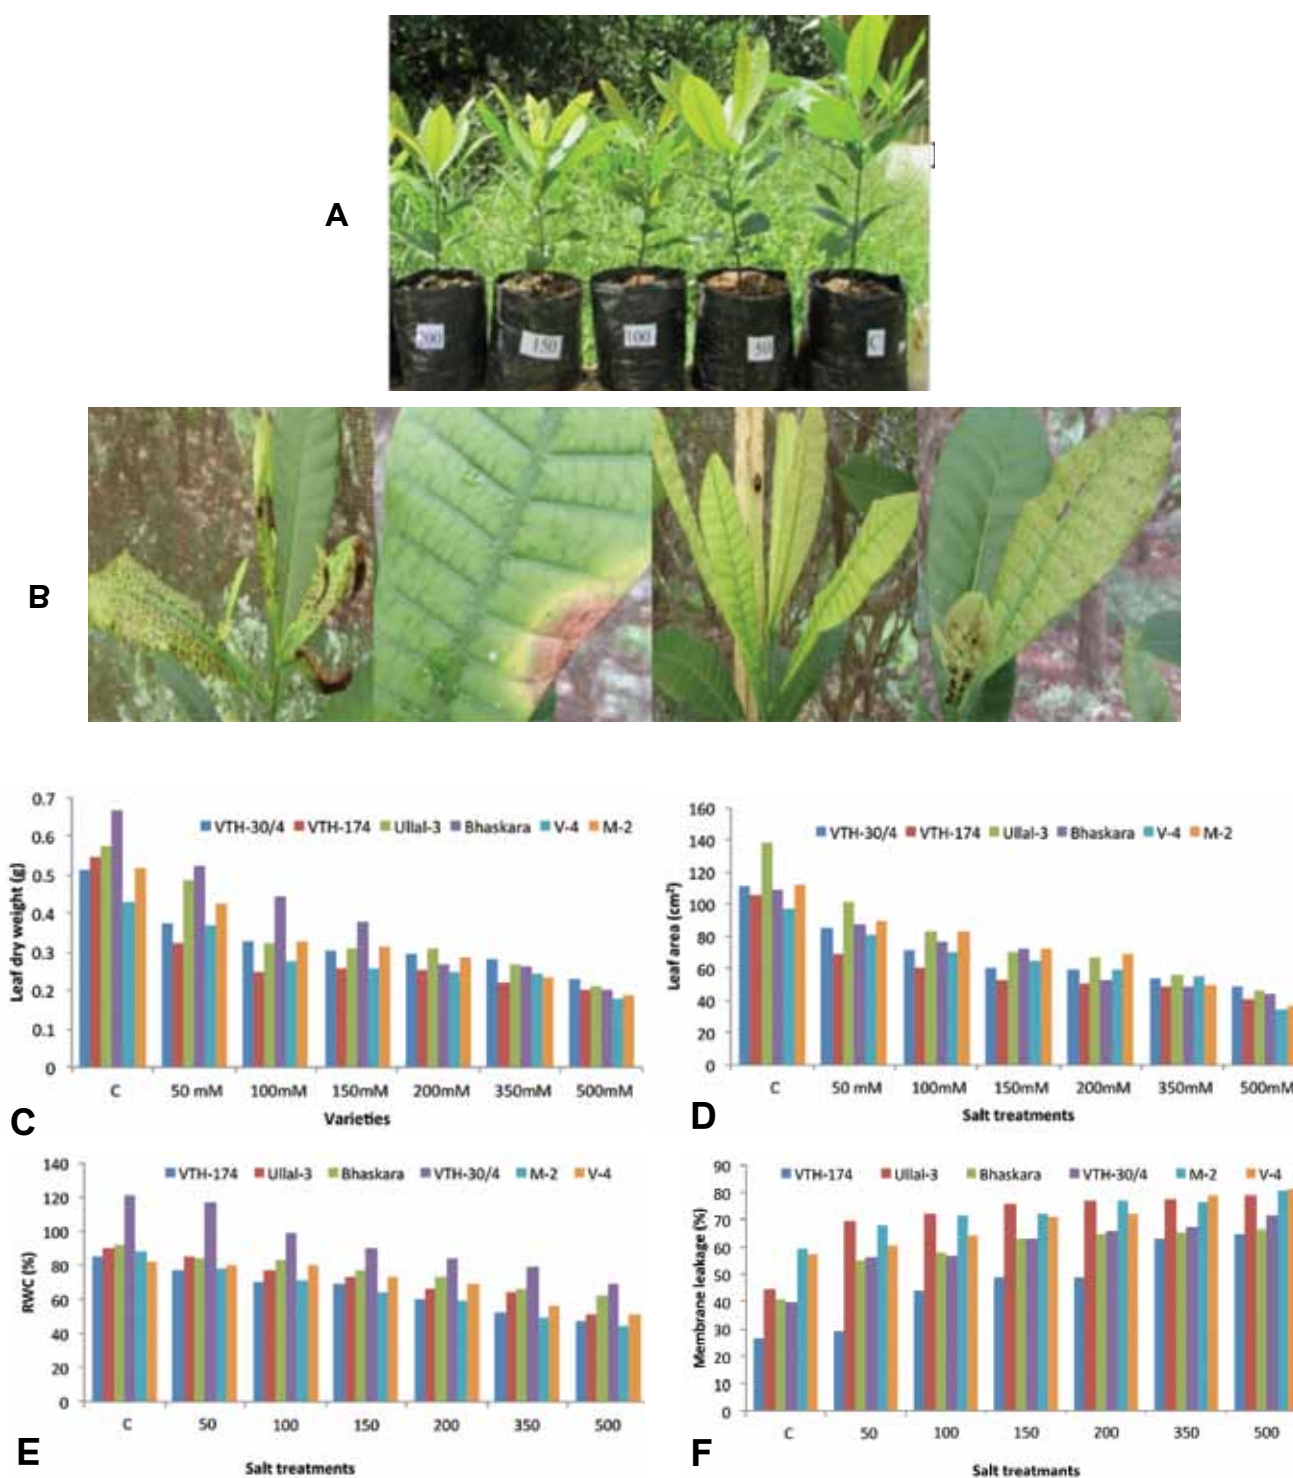 A
200 150 100 50 C
B
0.7
0.6
0.5
0.4
0.3
0.2
0.1
0
Leaf dry weight (g)
VTH-30/4 VTH-174 Ullal-3 Bhaskara V-4 M-2
C 50 mM 100mM 150mM 200mM 350mM 500mM
Varieties
C
160
140
120
100
80
60
40
20
0
Leaf area (cm²)
VTH-30/4 VTH-174 Ullal-3 Bhaskara V-4 M-2
C 50 mM 100mM 150mM 200mM 350mM 500mM
Salt treatments
D
140
120
100
80
60
40
20
0
RWC (%)
VTH-174 Ullal-3 Bhaskara VTH-30/4 M-2 V-4
C 50 100 150 200 350 500
Salt treatments
E
90
80
70
60
50
40
30
20
10
0
Membrane leakage (%)
VTH-174 Ullal-3 Bhaskara VTH-30/4 M-2 V-4
C 50 100 150 200 350 500
Salt treatmants
F